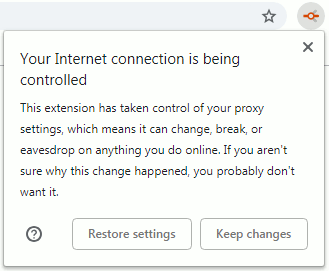 Your Internet connection is being
controlled
This extension has taken control of your proxy
settings, which means it can change, break, or
eavesdrop on anything you do online. If you aren't
sure why this change happened, you probably don't
want it.
Restore settings
Keep changes